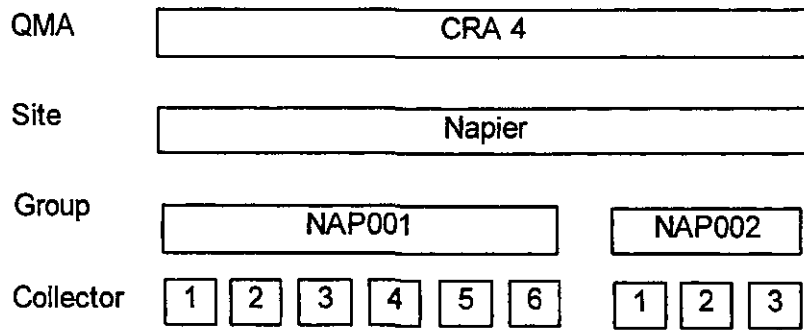 QMA CRA 4
Site Napier
Group NAP001 NAP002
Collector 1 2 3 4 5 6 1 2 3